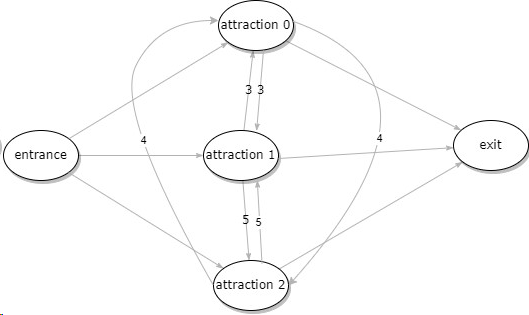 attraction 0
3 3
4
4
entrance
attraction 1
exit
5 5
attraction 2